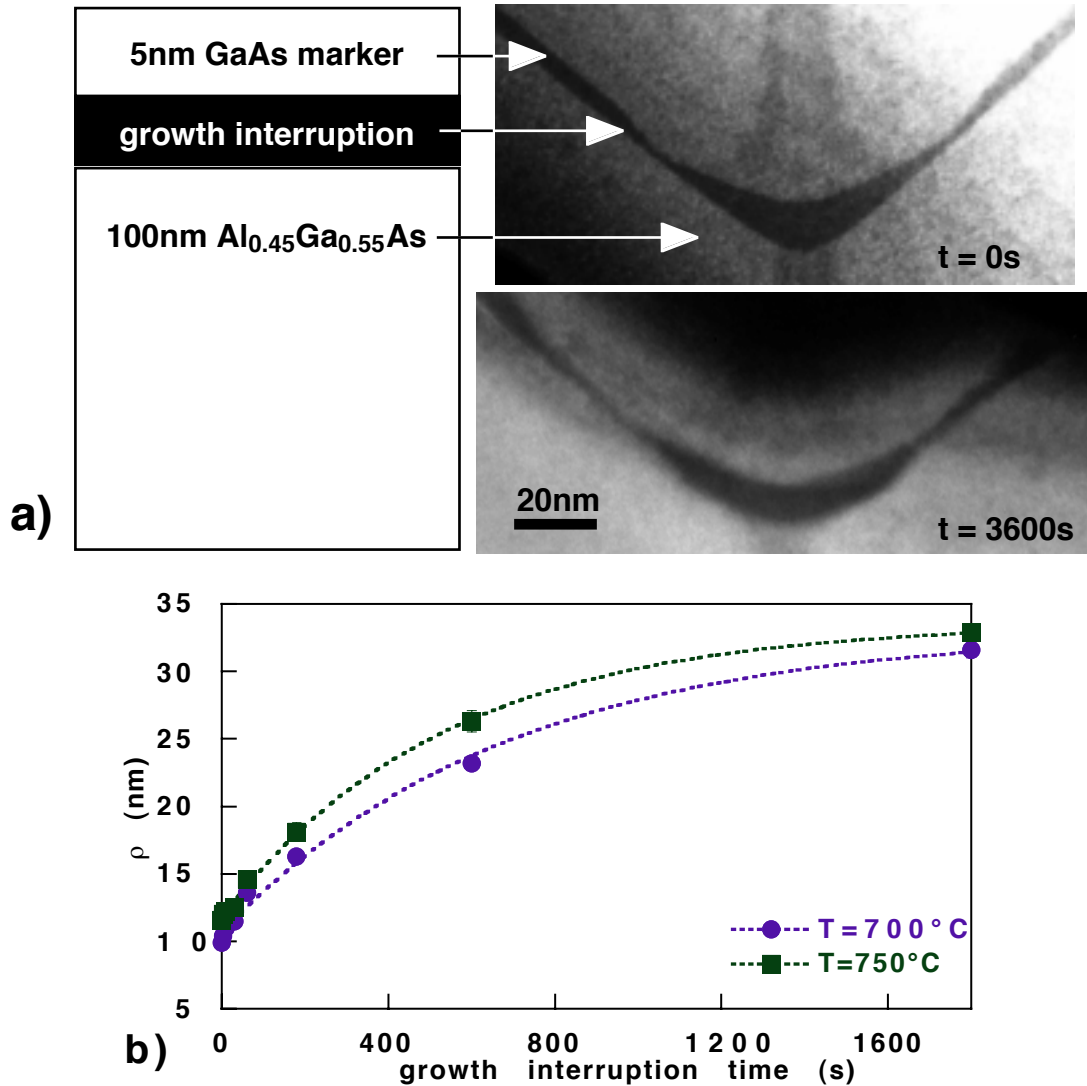 5nm GaAs marker
growth interruption
100nm Al0.45Ga0.55As
t = 0s
20nm
t = 3600s
a)
35
30
25
20
15
10
5
ρ (nm)
T=700°C
T=750°C
0 400 800 1200 1600
growth interruption time (s)
b)